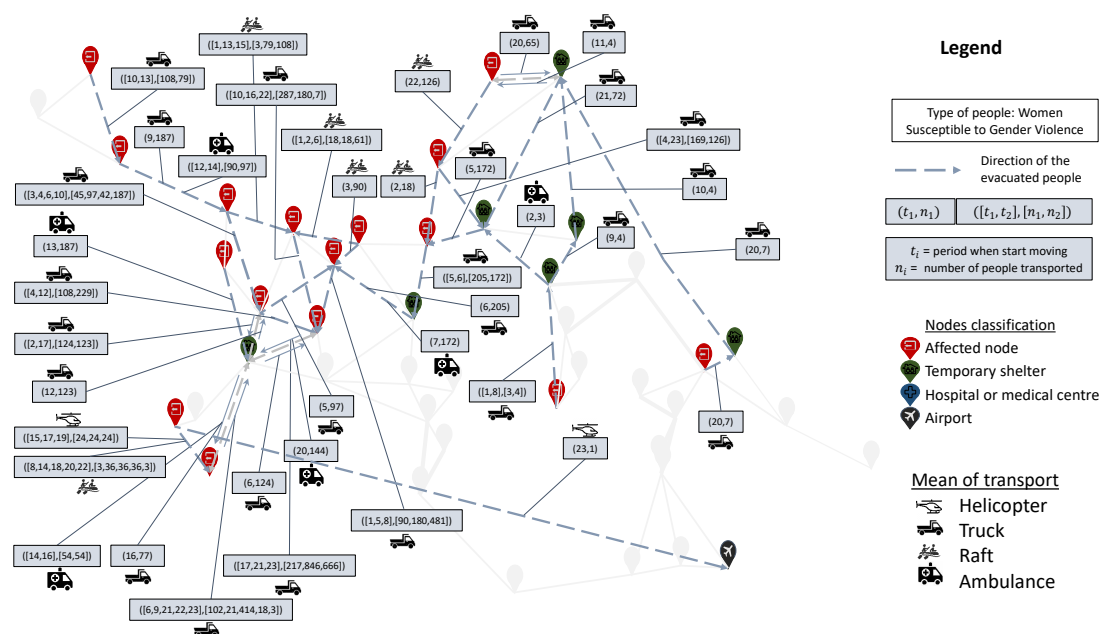 (20,65)
(11,4)
([1,13,15],[3,79,108])
([10,13],[108,79])
(22,126)
([10,16,22],[287,180,7])
(21,72)
(9,187)
([1,2,6],[18,18,61])
([4,23],[169,126])
([12,14],[90,97])
(3,90)
(2,18)
(5,172)
([3,4,6,10],[45,97,42,187])
(10,4)
(2,3)
(13,187)
(9,4)
(20,7)
([5,6],[205,172])
([4,12],[108,229])
(6,205)
([2,17],[124,123])
(7,172)
(12,123)
([1,8],[3,4])
(5,97)
(20,7)
([15,17,19],[24,24,24])
(20,144)
(23,1)
([8,14,18,20,22],[3,36,36,36,3])
(6,124)
([1,5,8],[90,180,481])
([14,16],[54,54])
(16,77)
([17,21,23],[217,846,666])
([6,9,21,22,23],[102,21,414,18,3])
Legend
Type of people: Women
Susceptible to Gender Violence
Direction of the
evacuated people
(t₁, n₁)
([t₁, t₂], [n₁, n₂])
tᵢ = period when start moving
nᵢ = number of people transported
Nodes classification
Affected node
Temporary shelter
Hospital or medical centre
Airport
Mean of transport
Helicopter
Truck
Raft
Ambulance